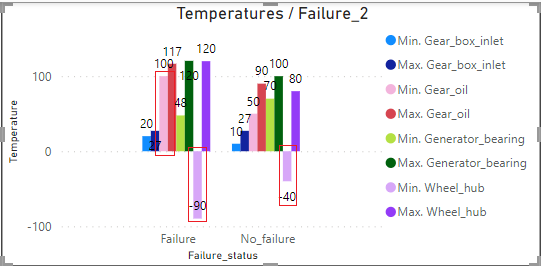 Temperatures / Failure_2
Temperature
100
0
-100
20
27
100
117
48
120
-90
120
10
27
50
90
70
100
-40
80
Failure
No_failure
Failure_status
Min. Gear_box_inlet
Max. Gear_box_inlet
Min. Gear_oil
Max. Gear_oil
Min. Generator_bearing
Max. Generator_bearing
Min. Wheel_hub
Max. Wheel_hub